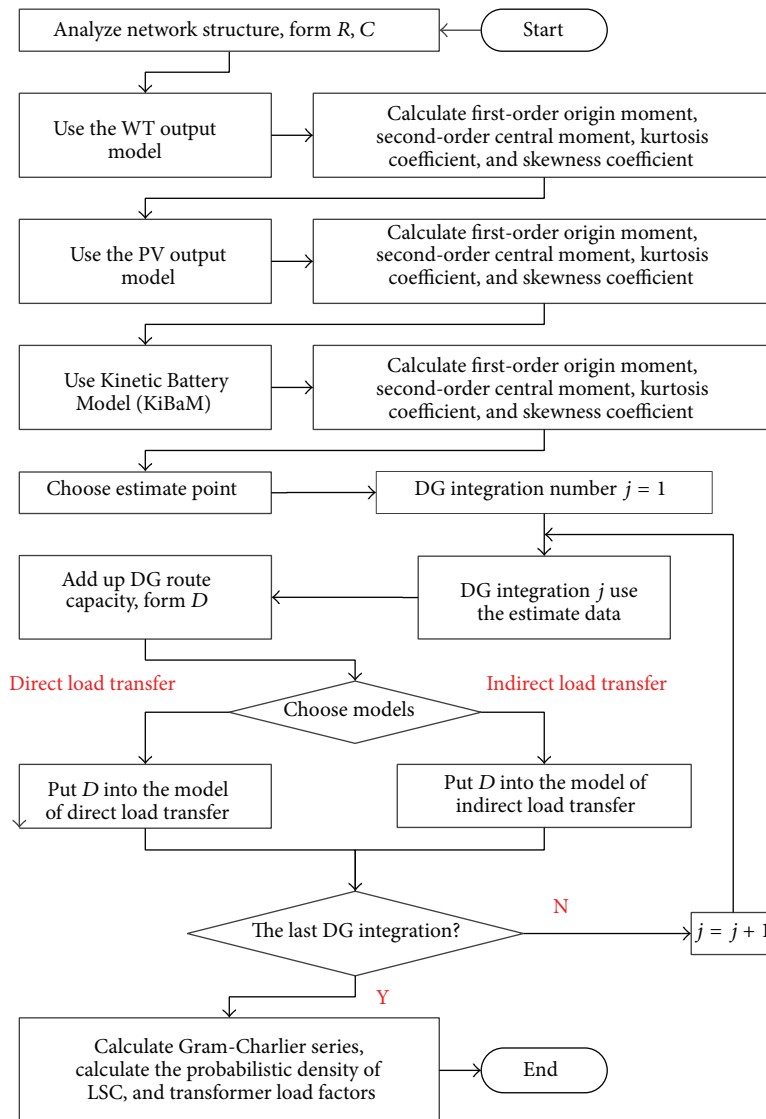 Analyze network structure, form R, C
Start
Use the WT output
model
Calculate first-order origin moment,
second-order central moment, kurtosis
coefficient, and skewness coefficient
Use the PV output
model
Calculate first-order origin moment,
second-order central moment, kurtosis
coefficient, and skewness coefficient
Use Kinetic Battery
Model (KiBaM)
Calculate first-order origin moment,
second-order central moment, kurtosis
coefficient, and skewness coefficient
Choose estimate point
DG integration number j = 1
Add up DG route
capacity, form D
DG integration j use
the estimate data
Direct load transfer
Indirect load transfer
Choose models
Put D into the model
of direct load transfer
Put D into the model of
indirect load transfer
The last DG integration?
N
j = j + 1
Y
Calculate Gram-Charlier series,
calculate the probabilistic density of
LSC, and transformer load factors
End